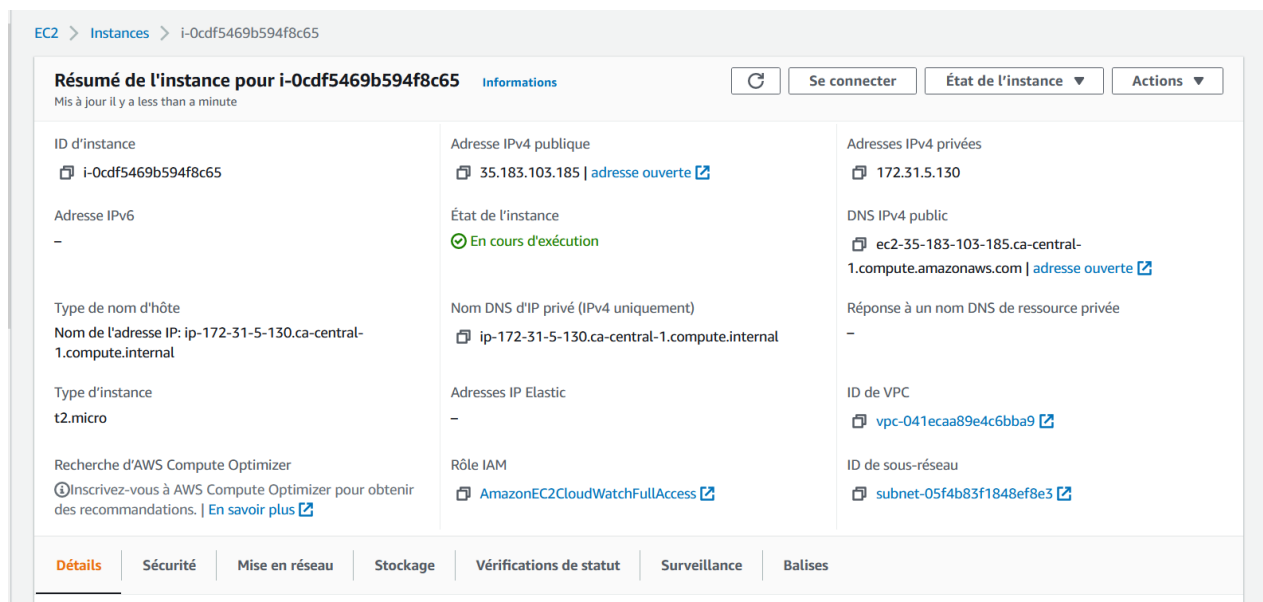 EC2 > Instances > i-0cdf5469b594f8c65
Résumé de l'instance pour i-0cdf5469b594f8c65 Informations
Mis à jour il y a less than a minute
Se connecter État de l'instance Actions
ID d'instance
i-0cdf5469b594f8c65
Adresse IPv4 publique
35.183.103.185 | adresse ouverte
Adresses IPv4 privées
172.31.5.130
Adresse IPv6
–
État de l'instance
En cours d'exécution
DNS IPv4 public
ec2-35-183-103-185.ca-central-
1.compute.amazonaws.com | adresse ouverte
Type de nom d'hôte
Nom de l'adresse IP: ip-172-31-5-130.ca-central-
1.compute.internal
Nom DNS d'IP privé (IPv4 uniquement)
ip-172-31-5-130.ca-central-1.compute.internal
Réponse à un nom DNS de ressource privée
–
Type d'instance
t2.micro
Adresses IP Elastic
–
ID de VPC
vpc-041ecaa89e4c6bba9
Recherche d'AWS Compute Optimizer
Inscrivez-vous à AWS Compute Optimizer pour obtenir
des recommandations. | En savoir plus
Rôle IAM
AmazonEC2CloudWatchFullAccess
ID de sous-réseau
subnet-05f4b83f1848ef8e3
Détails Sécurité Mise en réseau Stockage Vérifications de statut Surveillance Balises